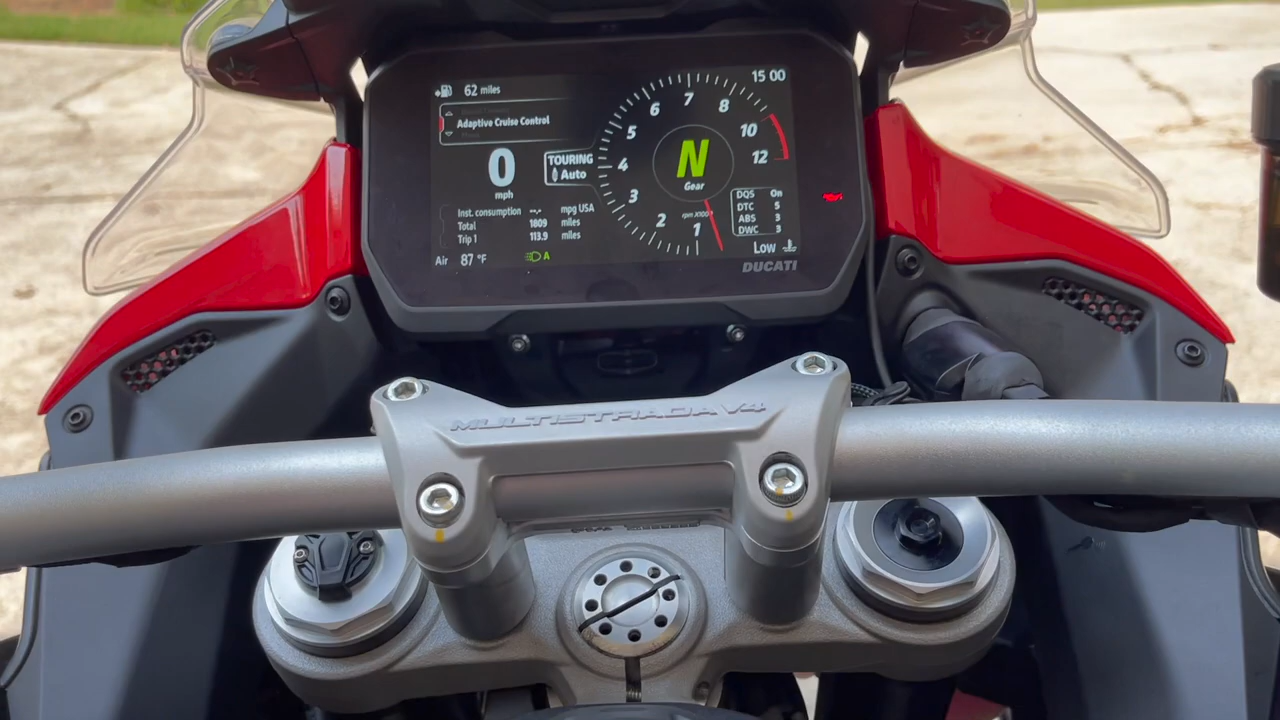 62 miles
15 00
Adaptive Cruise Control
0
mph
TOURING
Auto
1
2
3
4
5
6
7
8
10
12
N
Gear
rpm X1000
DQS On
DTC 5
ABS 3
DWC 3
Inst. consumption --,- mpg USA
Total 1809 miles
Trip 1 113.9 miles
Air 87 °F
A
Low
DUCATI
MULTISTRADA V4